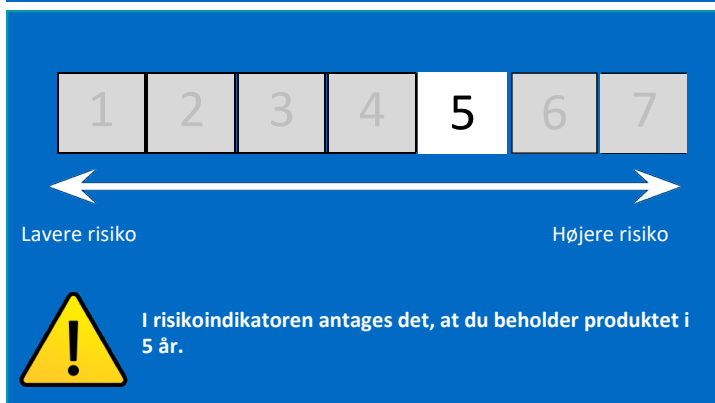 1 2 3 4 5 6 7
Lavere risiko Højere risiko
I risikoindikatoren antages det, at du beholder produktet i
5 år.